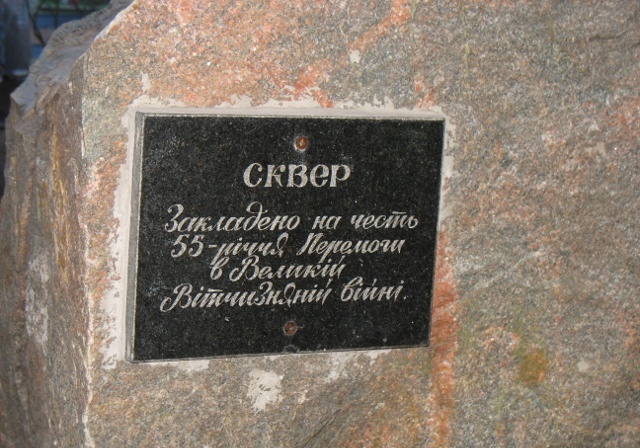 сквер
Закладено на честь
55-річчя Перемоги
в Великій
Вітчизняній війні.